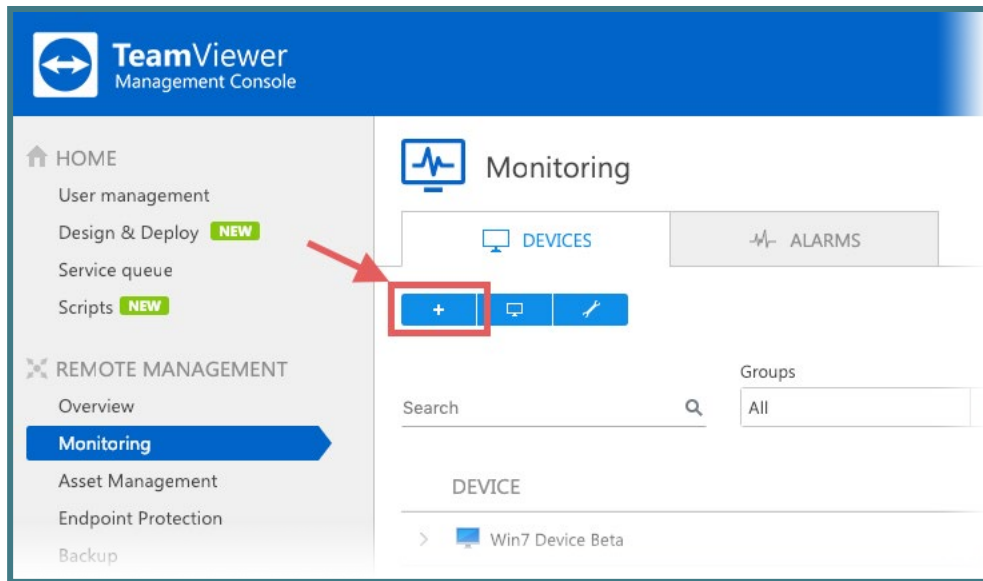 TeamViewer
Management Console
HOME
User management
Design & Deploy NEW
Service queue
Scripts NEW
REMOTE MANAGEMENT
Overview
Monitoring
Asset Management
Endpoint Protection
Backup
Monitoring
DEVICES ALARMS
+
Groups
Search All
DEVICE
Win7 Device Beta